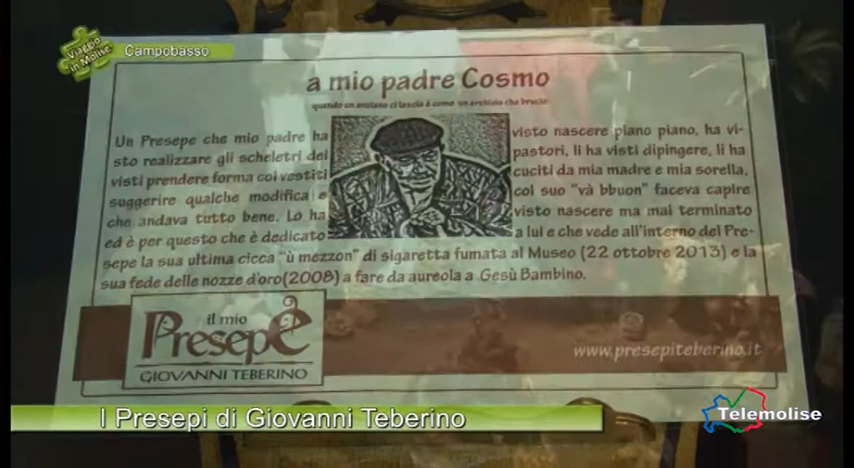 Viaggio
in Molise
Campobasso
a mio padre Cosmo
quando un anziano ci lascia è come un archivio che brucia
Un Presepe che mio padre ha visto nascere piano piano, ha vi-
sto realizzare gli scheletri dei pastori, li ha visti dipingere, li ha
visti prendere forma coi vestiti cuciti da mia madre e mia sorella,
suggerire qualche modifica e col suo "và bbuon" faceva capire
che andava tutto bene. Lo ha visto nascere ma mai terminato
ed è per questo che è dedicato a lui e che vede all'interno del Pre-
sepe la sua ultima cicca "ù mezzon" di sigaretta fumata al Museo (22 ottobre 2013) e la
sua fede delle nozze d'oro(2008) a fare da aureola a Gesù Bambino.
il mio
Presepe
GIOVANNI TEBERINO
www.presepiteberino.it
I Presepi di Giovanni Teberino
Telemolise